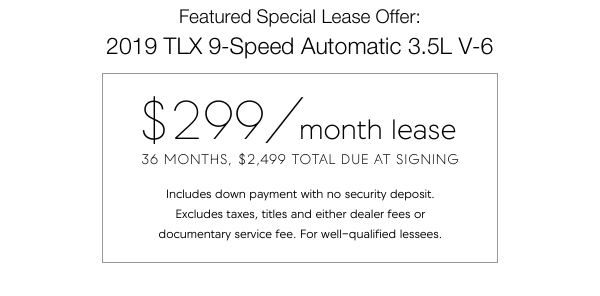 Featured Special Lease Offer:
2019 TLX 9-Speed Automatic 3.5L V-6
$299/month lease
36 MONTHS, $2,499 TOTAL DUE AT SIGNING
Includes down payment with no security deposit.
Excludes taxes, titles and either dealer fees or
documentary service fee. For well-qualified lessees.